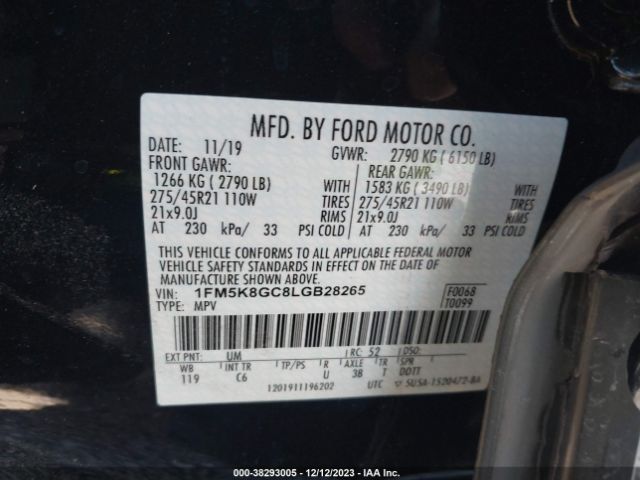 MFD. BY FORD MOTOR CO.
DATE: 11/19 GVWR: 2790 KG ( 6150 LB)
FRONT GAWR: REAR GAWR:
1266 KG ( 2790 LB) WITH 1583 KG ( 3490 LB) WITH
275/45R21 110W TIRES 275/45R21 110W TIRES
21x9.0J RIMS 21x9.0J RIMS
AT 230 kPa/ 33 PSI COLD AT 230 kPa/ 33 PSI COLD
THIS VEHICLE CONFORMS TO ALL APPLICABLE FEDERAL MOTOR
VEHICLE SAFETY STANDARDS IN EFFECT ON THE DATE OF
MANUFACTURE SHOWN ABOVE.
VIN: 1FM5K8GC8LGB28265 F0068
TYPE: MPV T0099
EXT PNT: UM RC: 52 DSO:
WB INT TR TP/PS R AXLE TR SPR
119 C6 U 3B T DDTT
1201911196202 UTC 5USA-1520472-BA
000-38293005 - 12/12/2023 - IAA Inc.